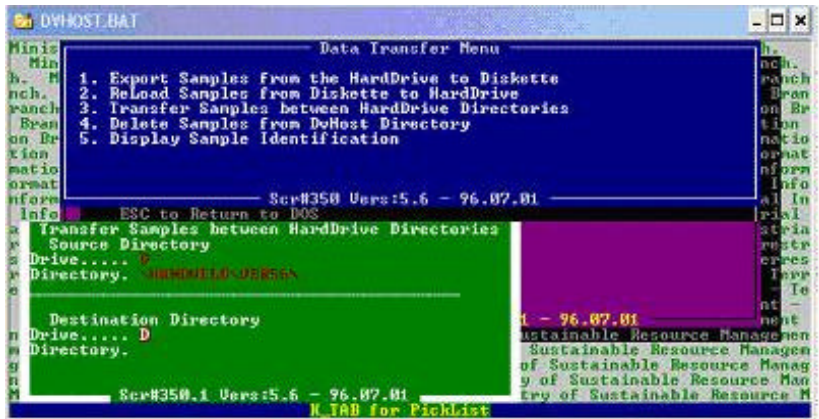 DVHOST.BAT
Data Transfer Menu
1. Export Samples from the HardDrive to Diskette
2. ReLoad Samples from Diskette to HardDrive
3. Transfer Samples between HardDrive Directories
4. Delete Samples from DvHost Directory
5. Display Sample Identification
Scr#350 Vers:5.6 - 96.07.01
ESC to Return to DOS
Transfer Samples between HardDrive Directories
Source Directory
Drive..... D
Directory. \HANDHELD\VER56\
Destination Directory
Drive..... D
Directory.
1 - 96.07.01
ustainable Resource Managemen
Sustainable Resource Managem
of Sustainable Resource Manag
y of Sustainable Resource Man
try of Sustainable Resource M
Scr#350.1 Vers:5.6 - 96.07.01
K_TAB for PickList